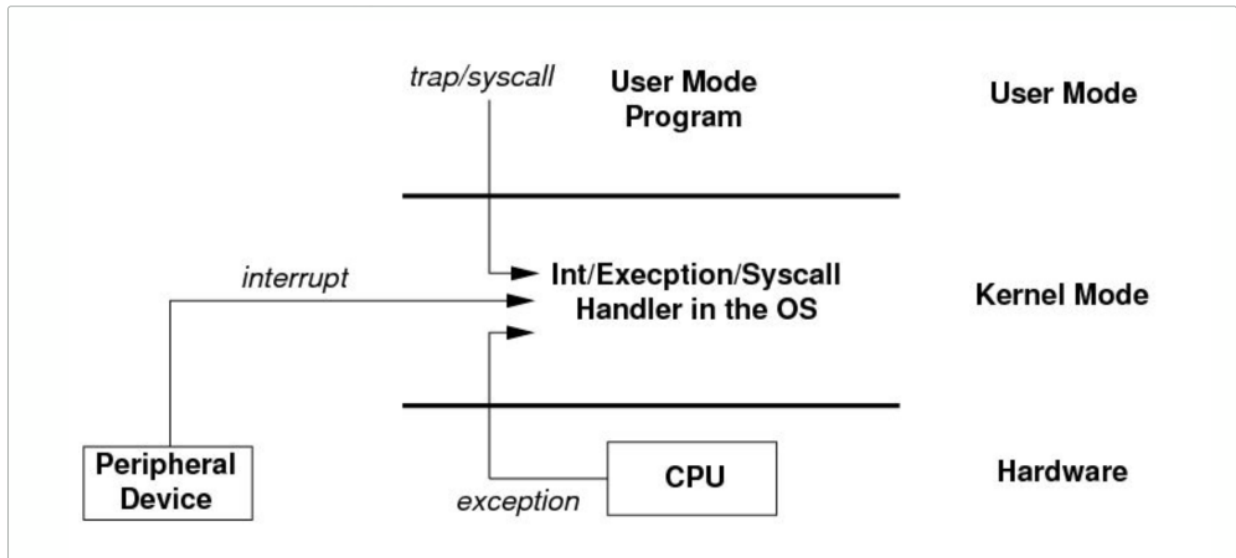 trap/syscall
User Mode
Program
User Mode
interrupt
Int/Execption/Syscall
Handler in the OS
Kernel Mode
Peripheral
Device
exception
CPU
Hardware